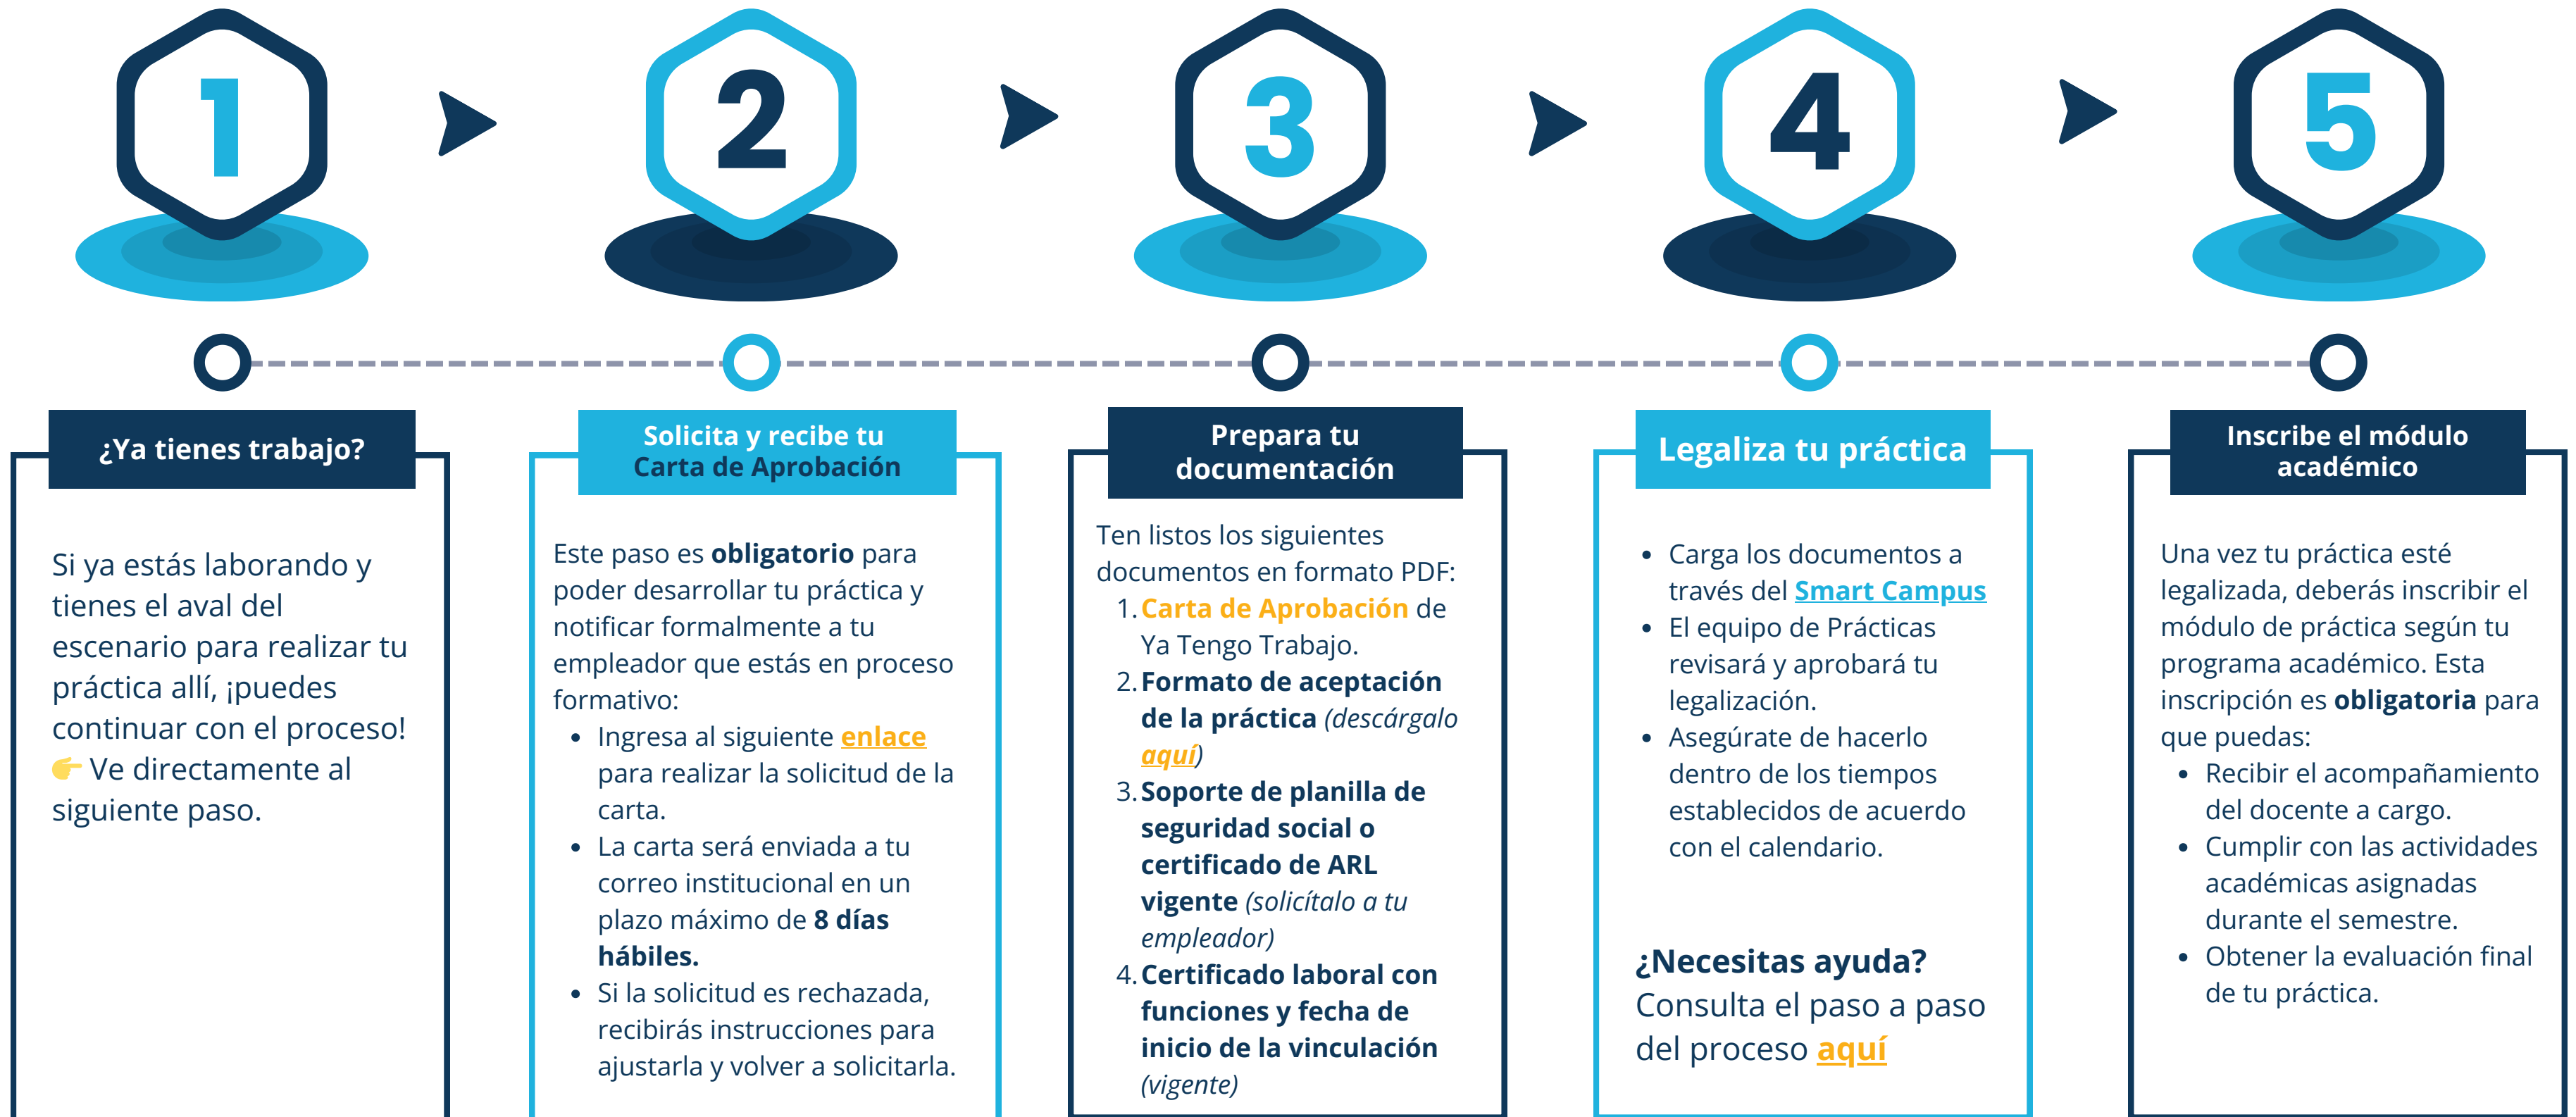 1
2
3
4
5
¿Ya tienes trabajo?
Si ya estás laborando y
tienes el aval del
escenario para realizar tu
práctica allí, ¡puedes
continuar con el proceso!
👉 Ve directamente al
siguiente paso.
Solicita y recibe tu
Carta de Aprobación
Este paso es obligatorio para
poder desarrollar tu práctica y
notificar formalmente a tu
empleador que estás en proceso
formativo:
• Ingresa al siguiente enlace
para realizar la solicitud de la
carta.
• La carta será enviada a tu
correo institucional en un
plazo máximo de 8 días
hábiles.
• Si la solicitud es rechazada,
recibirás instrucciones para
ajustarla y volver a solicitarla.
Prepara tu
documentación
Ten listos los siguientes
documentos en formato PDF:
1. Carta de Aprobación de
Ya Tengo Trabajo.
2. Formato de aceptación
de la práctica (descárgalo
aquí)
3. Soporte de planilla de
seguridad social o
certificado de ARL
vigente (solicítalo a tu
empleador)
4. Certificado laboral con
funciones y fecha de
inicio de la vinculación
(vigente)
Legaliza tu práctica
• Carga los documentos a
través del Smart Campus
• El equipo de Prácticas
revisará y aprobará tu
legalización.
• Asegúrate de hacerlo
dentro de los tiempos
establecidos de acuerdo
con el calendario.
¿Necesitas ayuda?
Consulta el paso a paso
del proceso aquí
Inscribe el módulo
académico
Una vez tu práctica esté
legalizada, deberás inscribir el
módulo de práctica según tu
programa académico. Esta
inscripción es obligatoria para
que puedas:
• Recibir el acompañamiento
del docente a cargo.
• Cumplir con las actividades
académicas asignadas
durante el semestre.
• Obtener la evaluación final
de tu práctica.